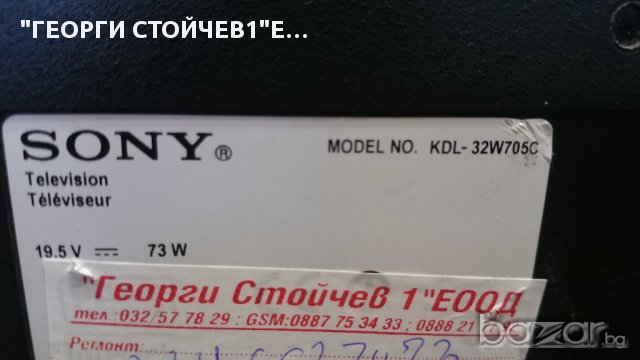 "ГЕОРГИ СТОЙЧЕВ1"Е...
SONY®
MODEL NO. KDL- 32W705C
Television
Téléviseur
19.5 V ⎓ 73 W
"Георги Стойчев 1"ЕООД
тел.:032/57 78 29 : GSM:0887 75 34 33 ; 0888 21
Ремонт:
bazar.bg